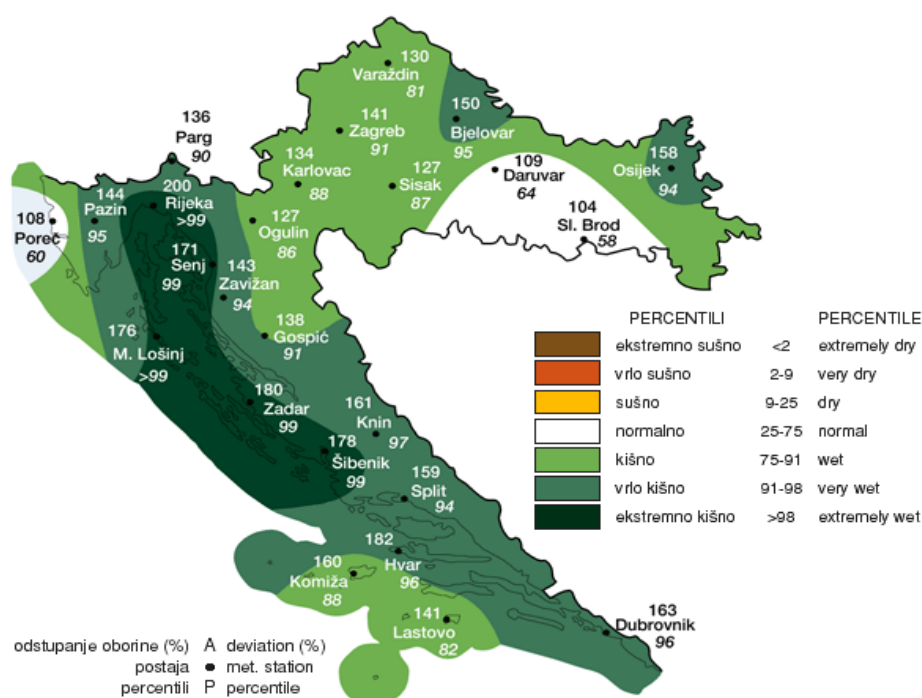 130
Varaždin
81
150
Bjelovar
95
136
Parg
90
141
Zagreb
91
134
Karlovac
88
127
Sisak
87
109
Daruvar
64
158
Osijek
94
144
Pazin
95
200
Rijeka
>99
108
Poreč
60
127
Ogulin
86
104
Sl. Brod
58
171
Senj
99
143
Zavižan
94
176
M. Lošinj
>99
138
Gospić
91
180
Zadar
99
161
Knin
97
178
Šibenik
99
159
Split
94
182
Hvar
96
160
Komiža
88
141
Lastovo
82
163
Dubrovnik
96
PERCENTILI PERCENTILE
ekstremno sušno <2 extremely dry
vrlo sušno 2-9 very dry
sušno 9-25 dry
normalno 25-75 normal
kišno 75-91 wet
vrlo kišno 91-98 very wet
ekstremno kišno >98 extremely wet
odstupanje oborine (%) A deviation (%)
postaja met. station
percentili P percentile